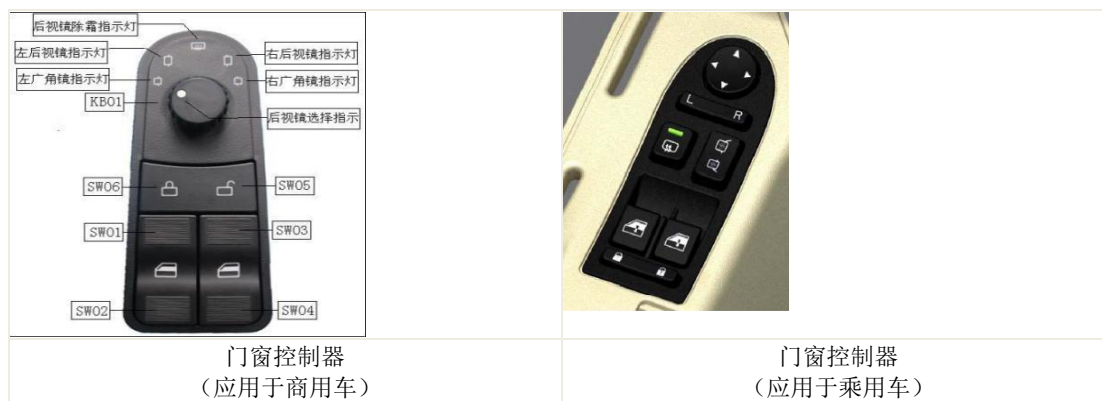 后视镜除霜指示灯
左后视镜指示灯
右后视镜指示灯
左广角镜指示灯
右广角镜指示灯
KB01
后视镜选择指示
SW06
SW05
SW01
SW03
SW02
SW04
L
R
门窗控制器
(应用于商用车)
门窗控制器
(应用于乘用车)